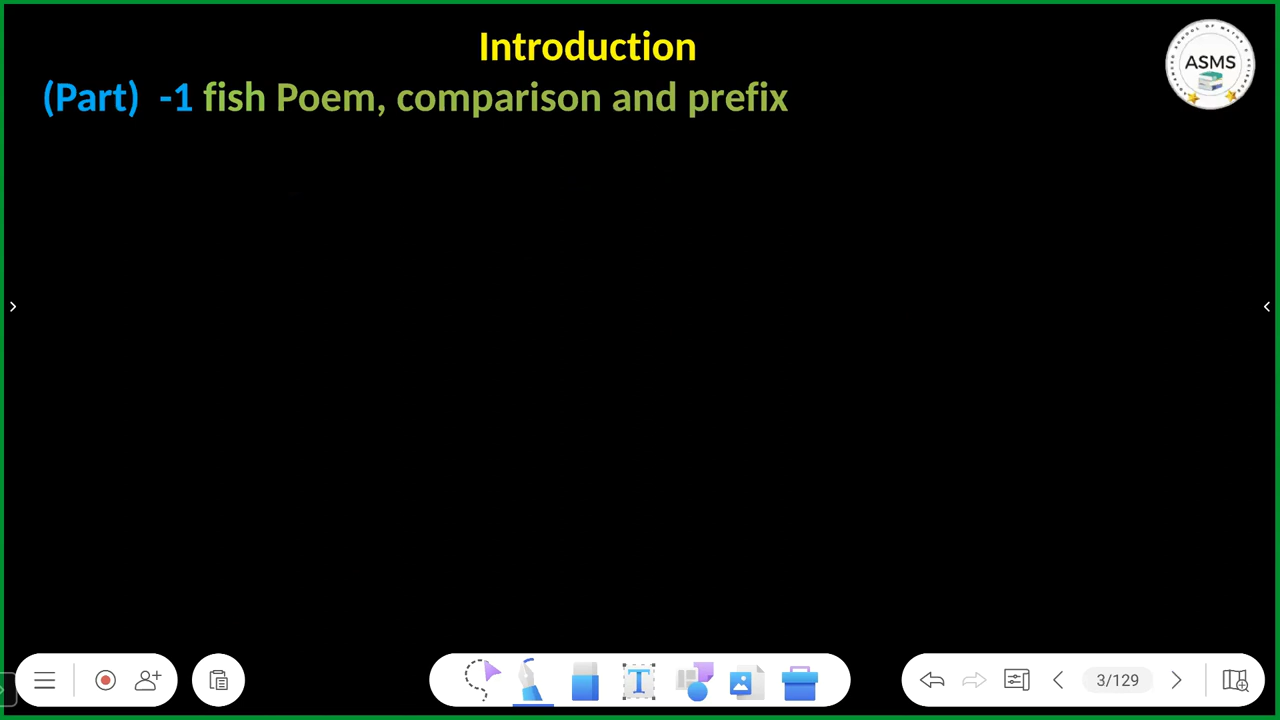 Introduction
(Part) -1 fish Poem, comparison and prefix
ASMS
3/129